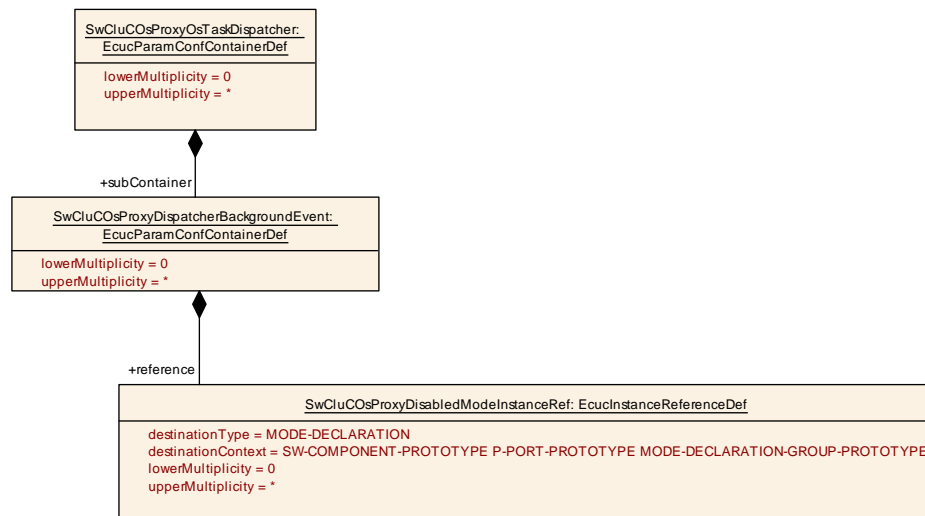 SwCluCOsProxyOsTaskDispatcher:
EcucParamConfContainerDef
lowerMultiplicity = 0
upperMultiplicity = *
+subContainer
SwCluCOsProxyDispatcherBackgroundEvent:
EcucParamConfContainerDef
lowerMultiplicity = 0
upperMultiplicity = *
+reference
SwCluCOsProxyDisabledModeInstanceRef: EcucInstanceReferenceDef
destinationType = MODE-DECLARATION
destinationContext = SW-COMPONENT-PROTOTYPE P-PORT-PROTOTYPE MODE-DECLARATION-GROUP-PROTOTYPE
lowerMultiplicity = 0
upperMultiplicity = *